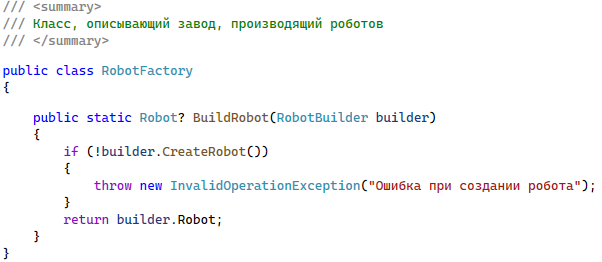 /// <summary>
/// Класс, описывающий завод, производящий роботов
/// </summary>
public class RobotFactory
{
    public static Robot? BuildRobot(RobotBuilder builder)
    {
        if (!builder.CreateRobot())
        {
            throw new InvalidOperationException("Ошибка при создании робота");
        }
        return builder.Robot;
    }
}